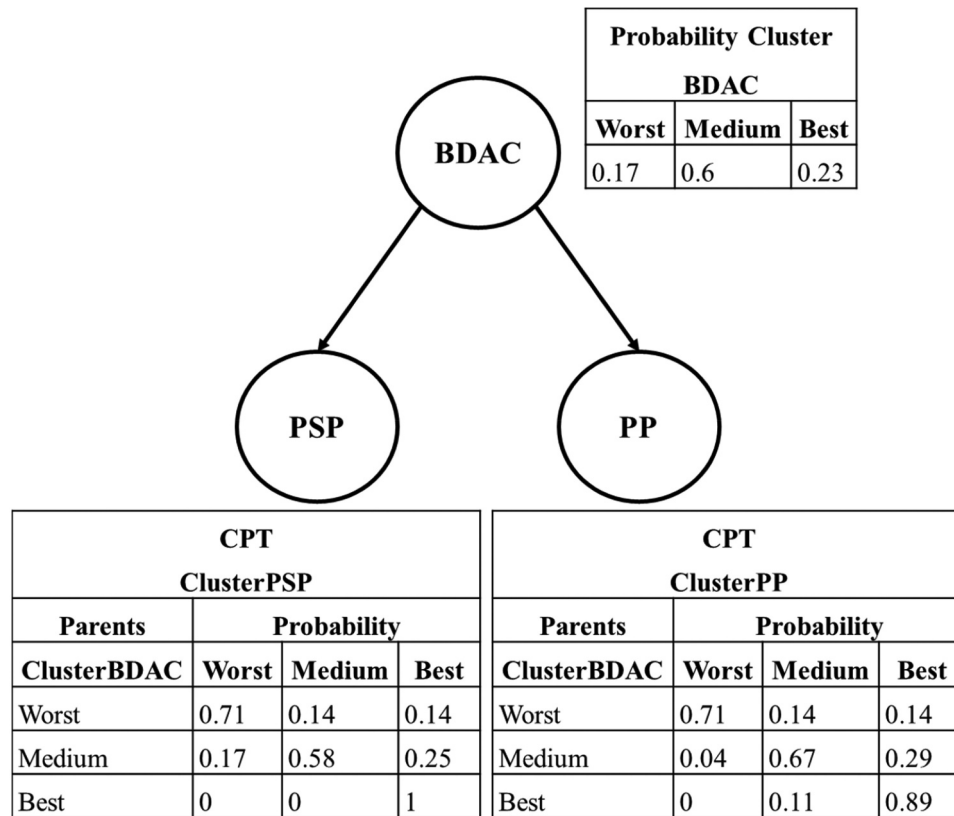 Probability Cluster
BDAC
Worst Medium Best
0.17 0.6 0.23
BDAC
PSP
PP
CPT
ClusterPSP
Parents Probability
ClusterBDAC Worst Medium Best
Worst 0.71 0.14 0.14
Medium 0.17 0.58 0.25
Best 0 0 1
CPT
ClusterPP
Parents Probability
ClusterBDAC Worst Medium Best
Worst 0.71 0.14 0.14
Medium 0.04 0.67 0.29
Best 0 0.11 0.89